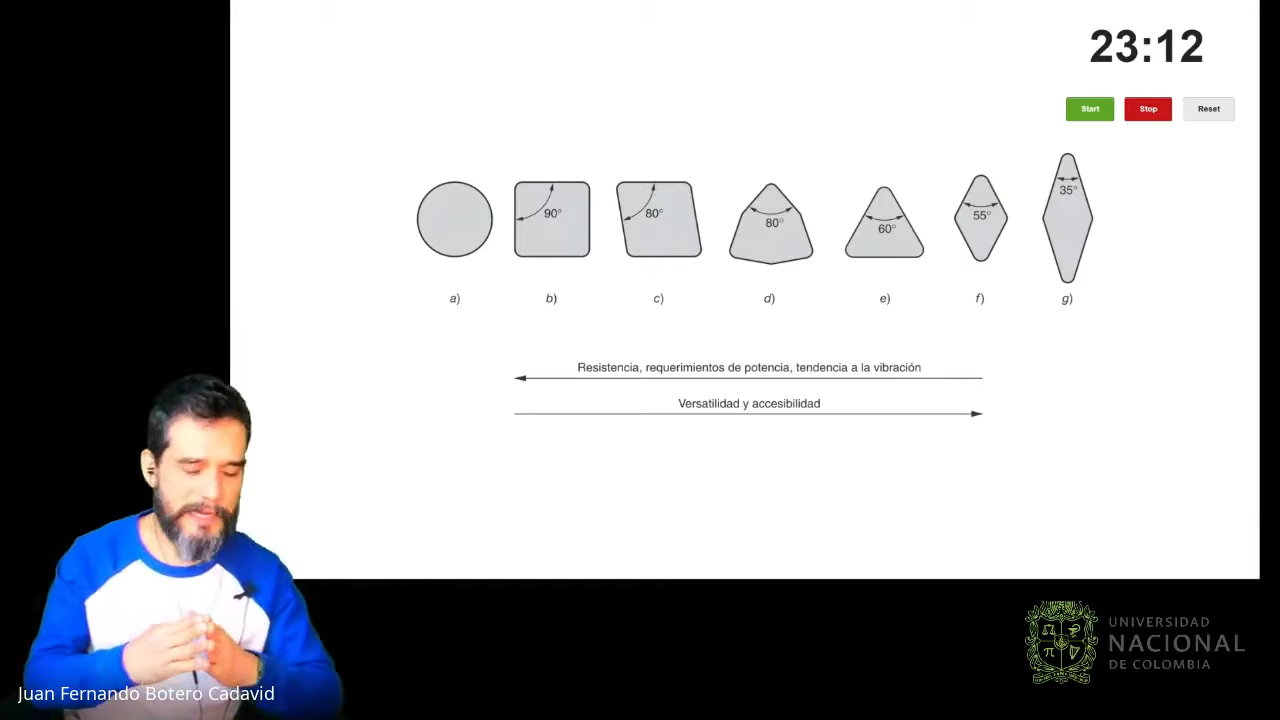 23:12
Start Stop Reset
90° 80° 80° 60° 55° 35°
a) b) c) d) e) f) g)
Resistencia, requerimientos de potencia, tendencia a la vibración
Versatilidad y accesibilidad
Juan Fernando Botero Cadavid
UNIVERSIDAD
NACIONAL
DE COLOMBIA